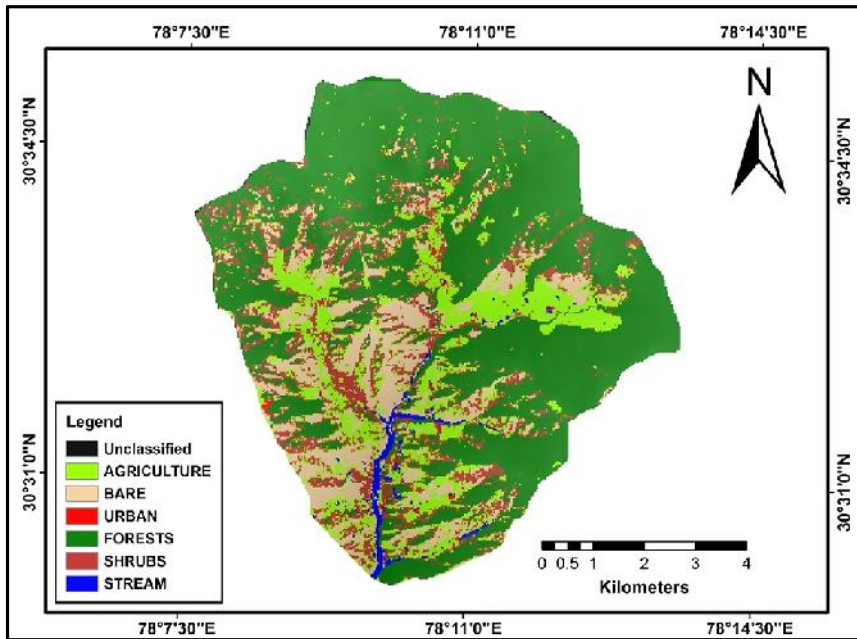 78°7'30"E 78°11'0"E 78°14'30"E
N
30°34'30"N 30°34'30"N
Legend
Unclassified
AGRICULTURE
BARE
URBAN
FORESTS
SHRUBS
STREAM
30°31'0"N 30°31'0"N
0 0.5 1 2 3 4
Kilometers
78°7'30"E 78°11'0"E 78°14'30"E